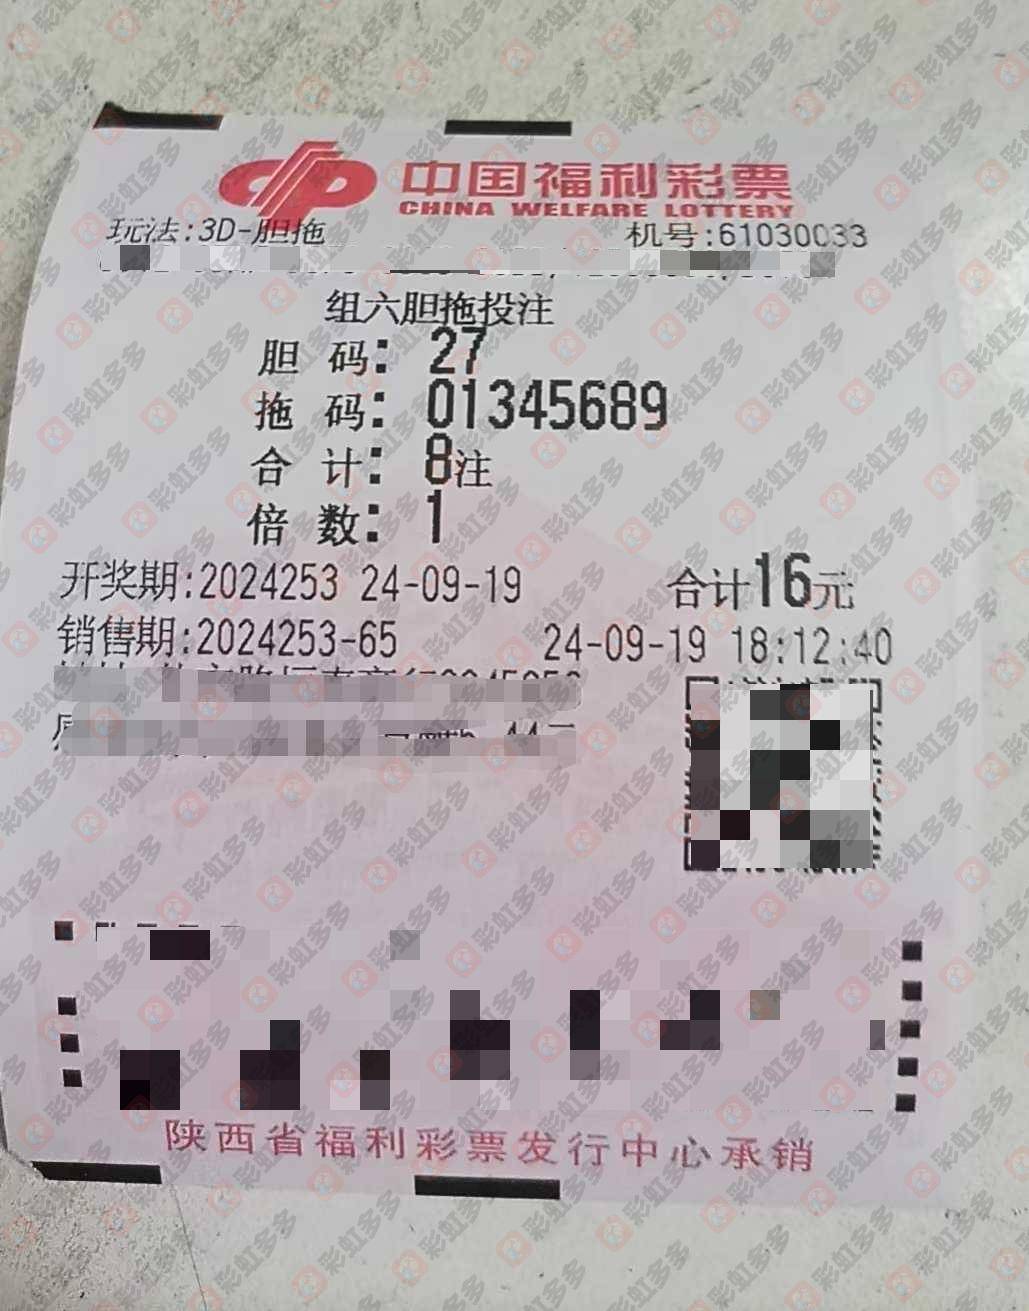 中国福利彩票
CHINA WELFARE LOTTERY
玩法:3D-胆拖 机号:61030033
组六胆拖投注
胆 码: 27
拖 码: 01345689
合 计: 8注
倍 数: 1
开奖期:2024253 24-09-19 合计16元
销售期:2024253-65 24-09-19 18:12:40
陕西省福利彩票发行中心承销
彩虹多多